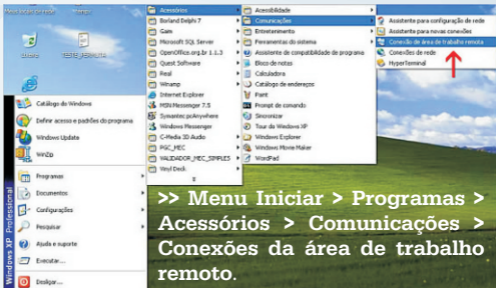 Lixeira
TESTE_PERMUTA
Catálogo do Windows
Definir acesso e padrões do programa
Windows Update
WinZip
Programas
Documentos
Configurações
Pesquisar
Ajuda e suporte
Executar...
Desligar...
Windows XP Professional
Acessórios
Borland Delphi 7
Gam
Microsoft SQL Server
OpenOffice.org.br 1.1.3
Quest Software
Real
Winamp
Internet Explorer
MSN Messenger 7.5
Symantec pcAnywhere
Windows Messenger
C-Media 3D Audio
PGC_MEC
VALIDADOR_MEC_SIMPLES
Vinyl Deck
Acessibilidade
Comunicações
Entretenimento
Ferramentas do sistema
Assistente de compatibilidade de programa
Bloco de notas
Calculadora
Catálogo de endereços
Paint
Prompt de comando
Sincronizar
Tour do Windows XP
Windows Explorer
Windows Movie Maker
WordPad
Assistente para configuração de rede
Assistente para novas conexões
Conexão de área de trabalho remota
Conexões de rede
HyperTerminal
>> Menu Iniciar > Programas >
Acessórios > Comunicações >
Conexões da área de trabalho
remoto.